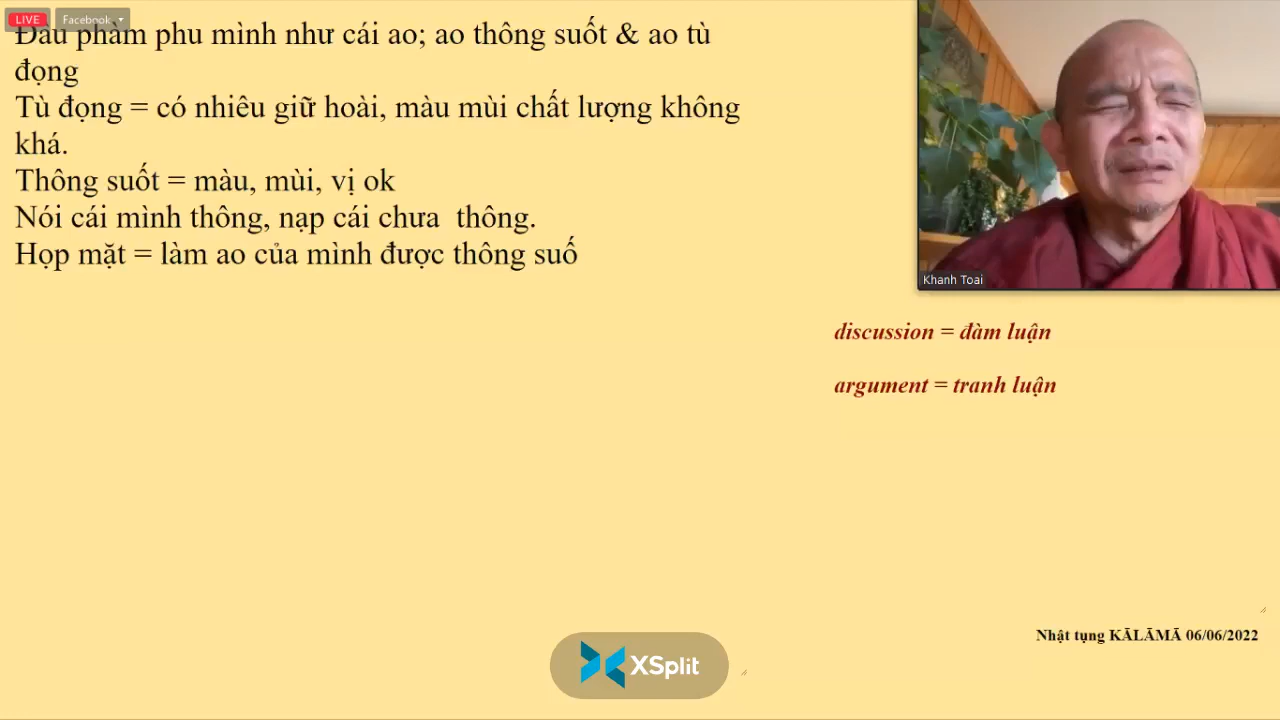 LIVE
Facebook
Đầu phàm phu mình như cái ao; ao thông suốt & ao tù
đọng
Tù đọng = có nhiêu giữ hoài, màu mùi chất lượng không
khá.
Thông suốt = màu, mùi, vị ok
Nói cái mình thông, nạp cái chưa thông.
Họp mặt = làm ao của mình được thông suố
Khanh Toai
discussion = đàm luận
argument = tranh luận
Nhật tụng KĀLĀMĀ 06/06/2022
XSplit